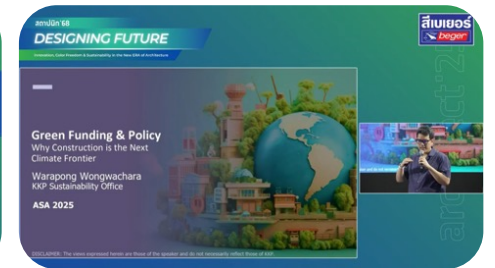 สถาปนิก'68
DESIGNING FUTURE
Innovation, Color Freedom & Sustainability in the New ERA of Architecture
สีเบเยอร์
beger
Green Funding & Policy
Why Construction is the Next
Climate Frontier
Warapong Wongwachara
KKP Sustainability Office
ASA 2025
DISCLAIMER: The views expressed herein are those of the speaker and do not necessarily reflect those of KKP.
architect'25